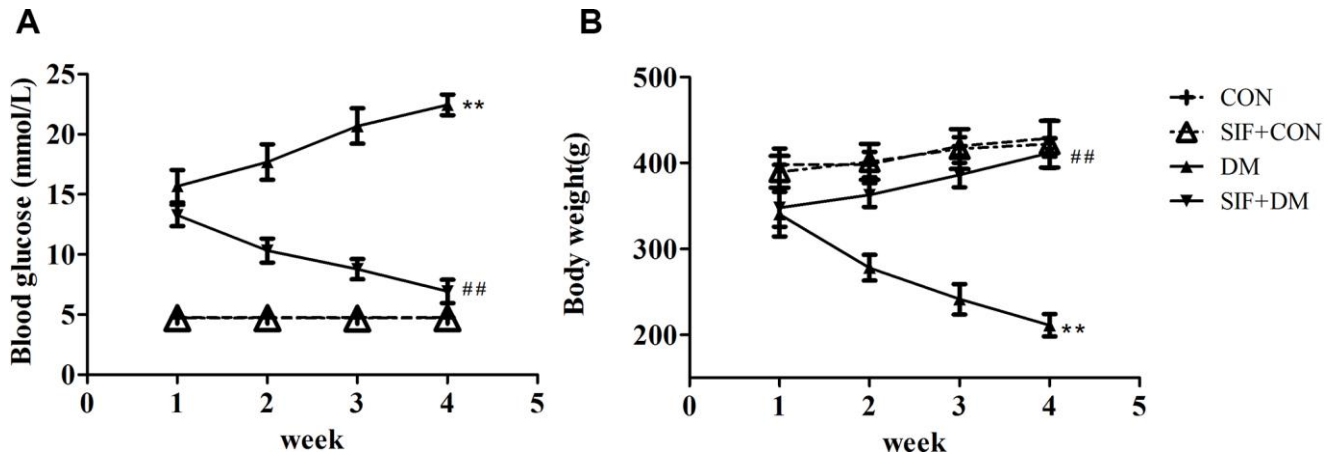 A
B
Blood glucose (mmol/L)
25
20
15
10
5
0
**
##
0 1 2 3 4 5
week
Body weight(g)
500
400
300
200
##
**
0 1 2 3 4 5
week
CON
SIF+CON
DM
SIF+DM